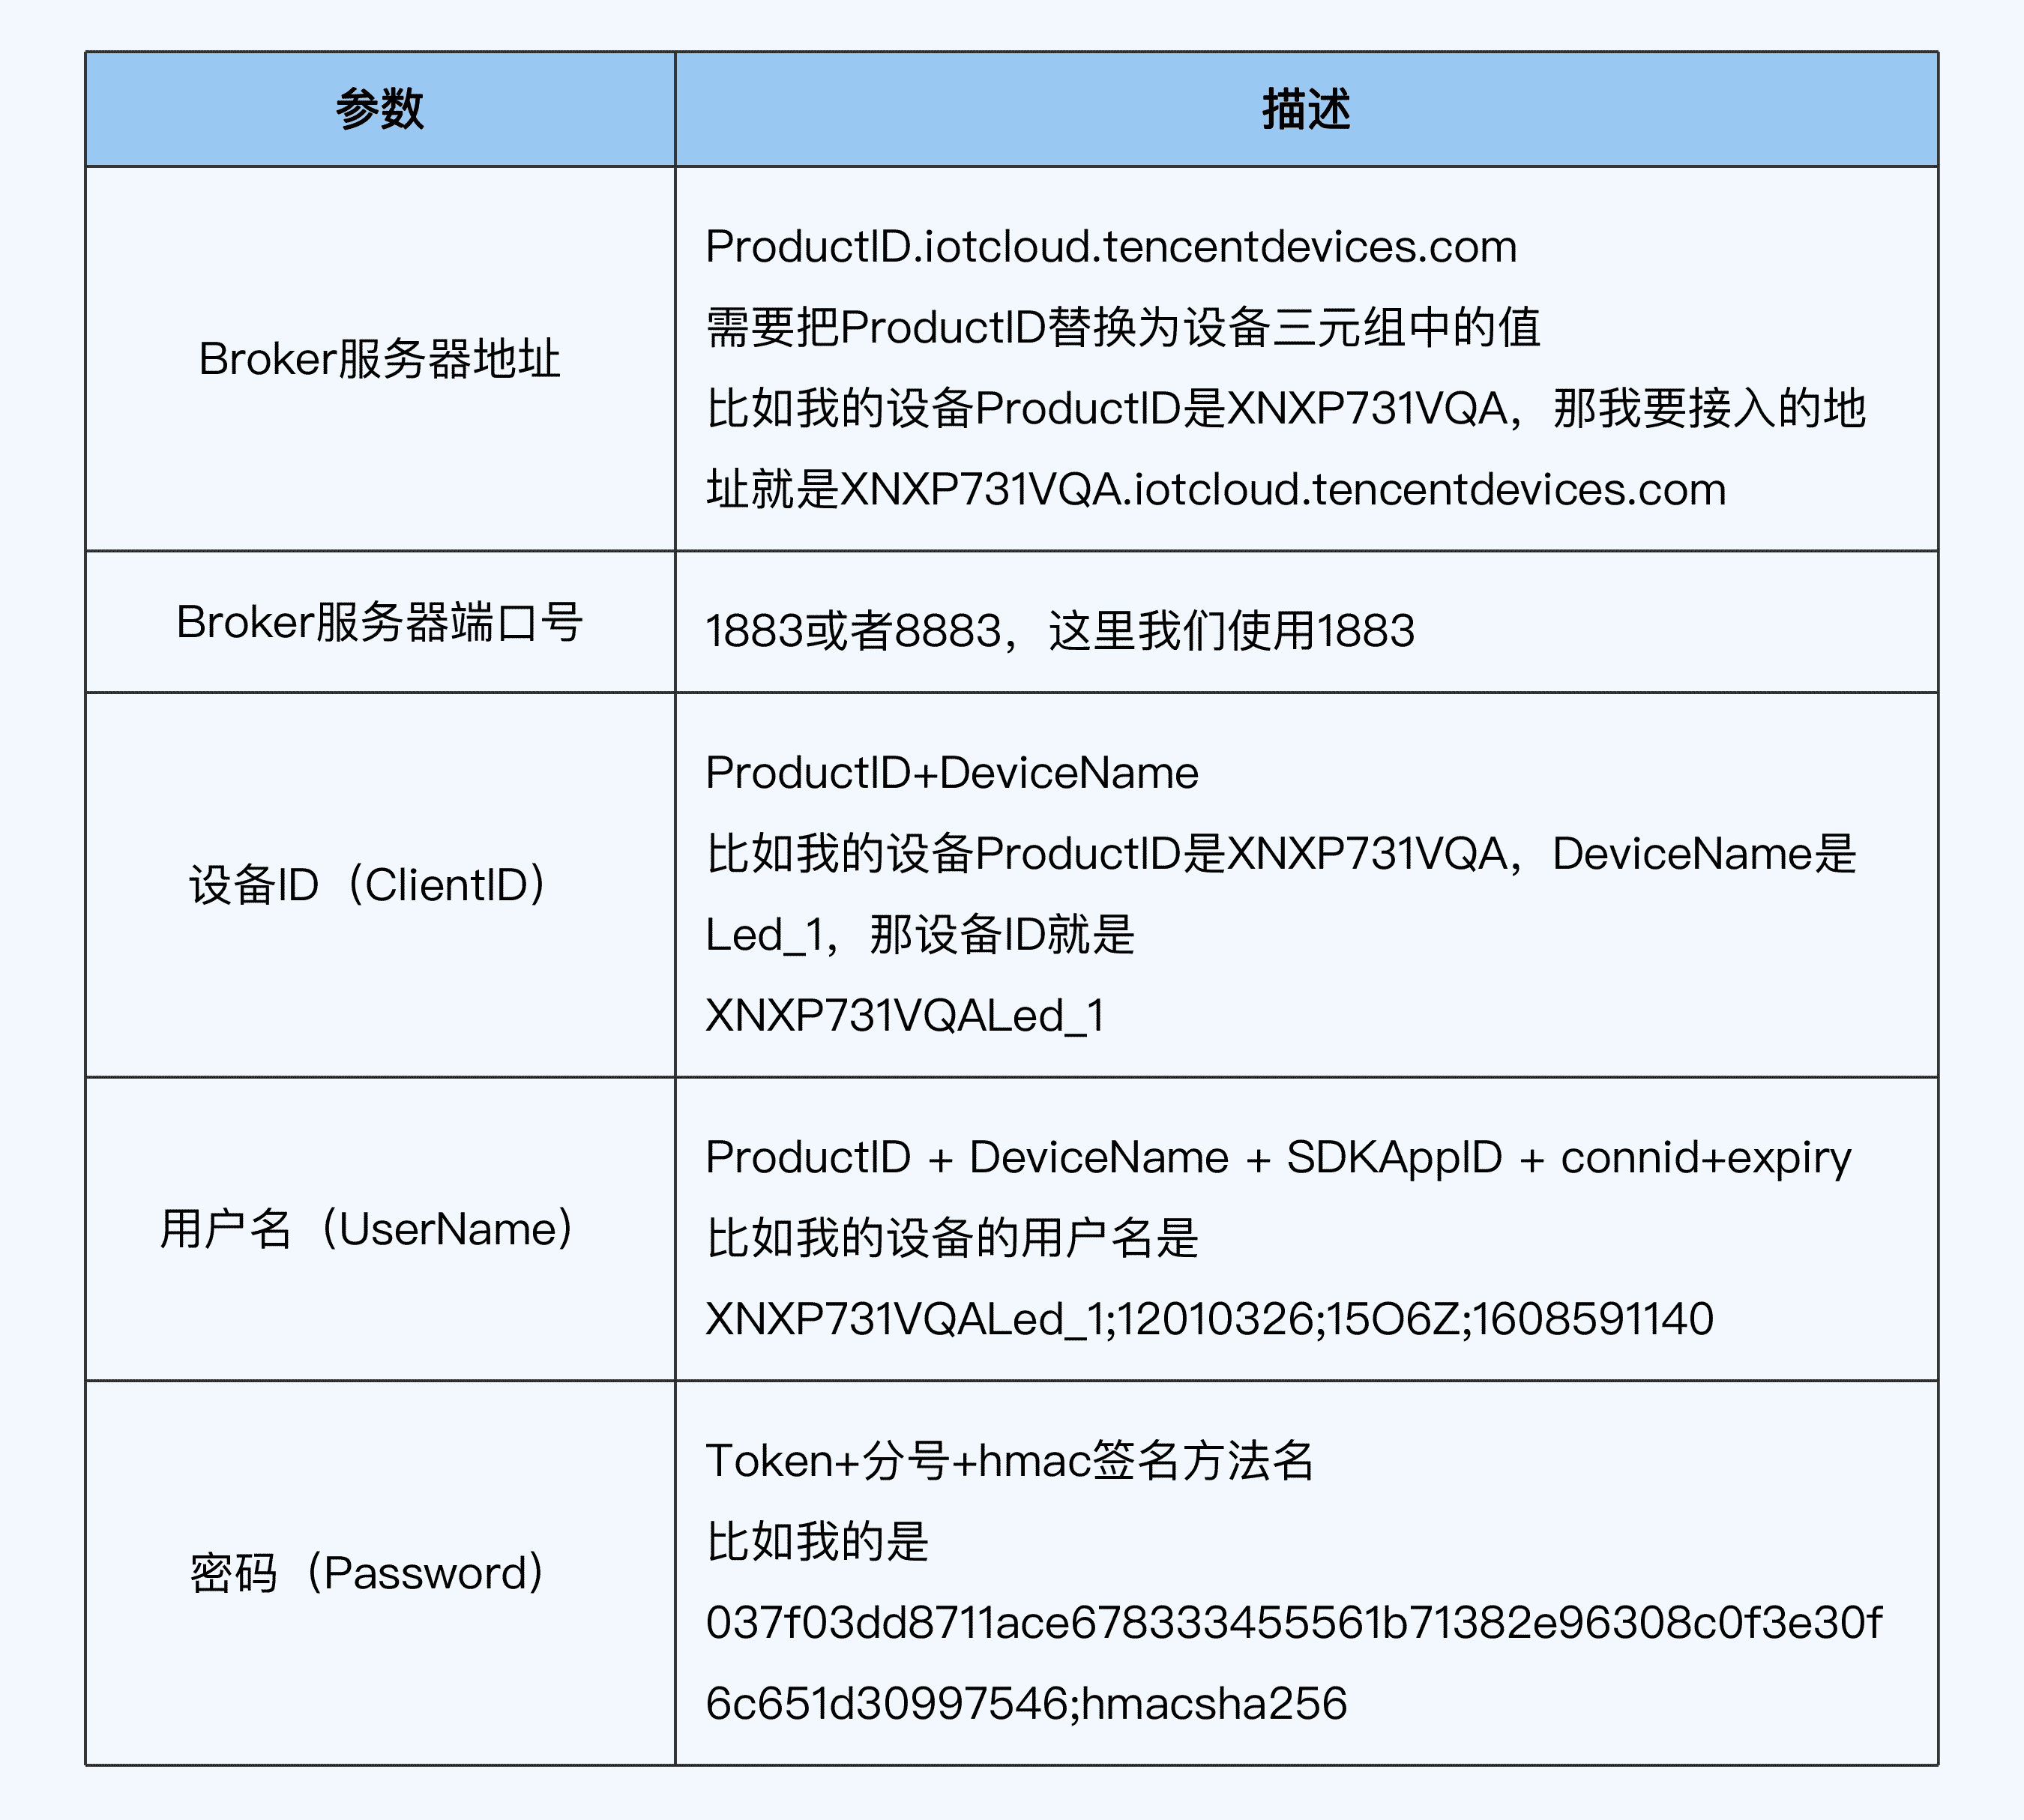 参数
描述
Broker服务器地址
ProductID.iotcloud.tencentdevices.com
需要把ProductID替换为设备三元组中的值
比如我的设备ProductID是XNXP731VQA，那我要接入的地
址就是XNXP731VQA.iotcloud.tencentdevices.com
Broker服务器端口号
1883或者8883，这里我们使用1883
设备ID（ClientID）
ProductID+DeviceName
比如我的设备ProductID是XNXP731VQA，DeviceName是
Led_1，那设备ID就是
XNXP731VQALed_1
用户名（UserName）
ProductID + DeviceName + SDKAppID + connid+expiry
比如我的设备的用户名是
XNXP731VQALed_1;12010326;15O6Z;1608591140
密码（Password）
Token+分号+hmac签名方法名
比如我的是
037f03dd8711ace678333455561b71382e96308c0f3e30f
6c651d30997546;hmacsha256